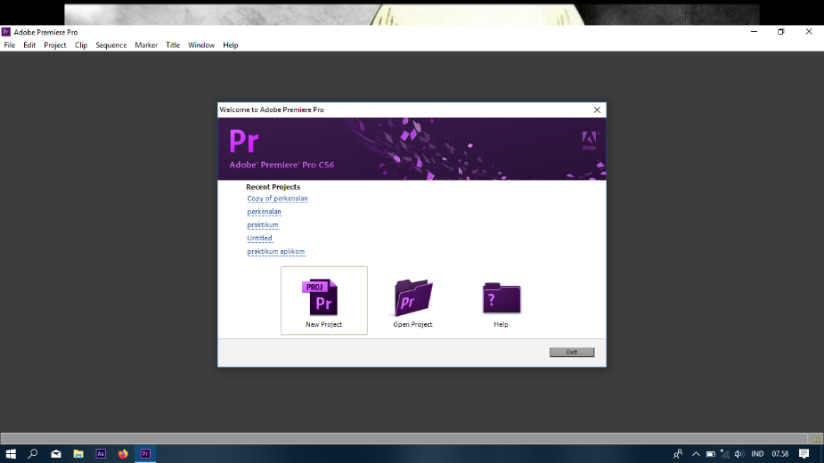 Pr Adobe Premiere Pro
File Edit Project Clip Sequence Marker Title Window Help
Welcome to Adobe Premiere Pro
Pr
Adobe® Premiere® Pro CS6
Adobe
Recent Projects
Copy of perkenalan
perkenalan
praktikum
Untitled
praktikum aplikom
PROJ
Pr
Pr
?
New Project Open Project Help
Exit
Pr IND 07.58